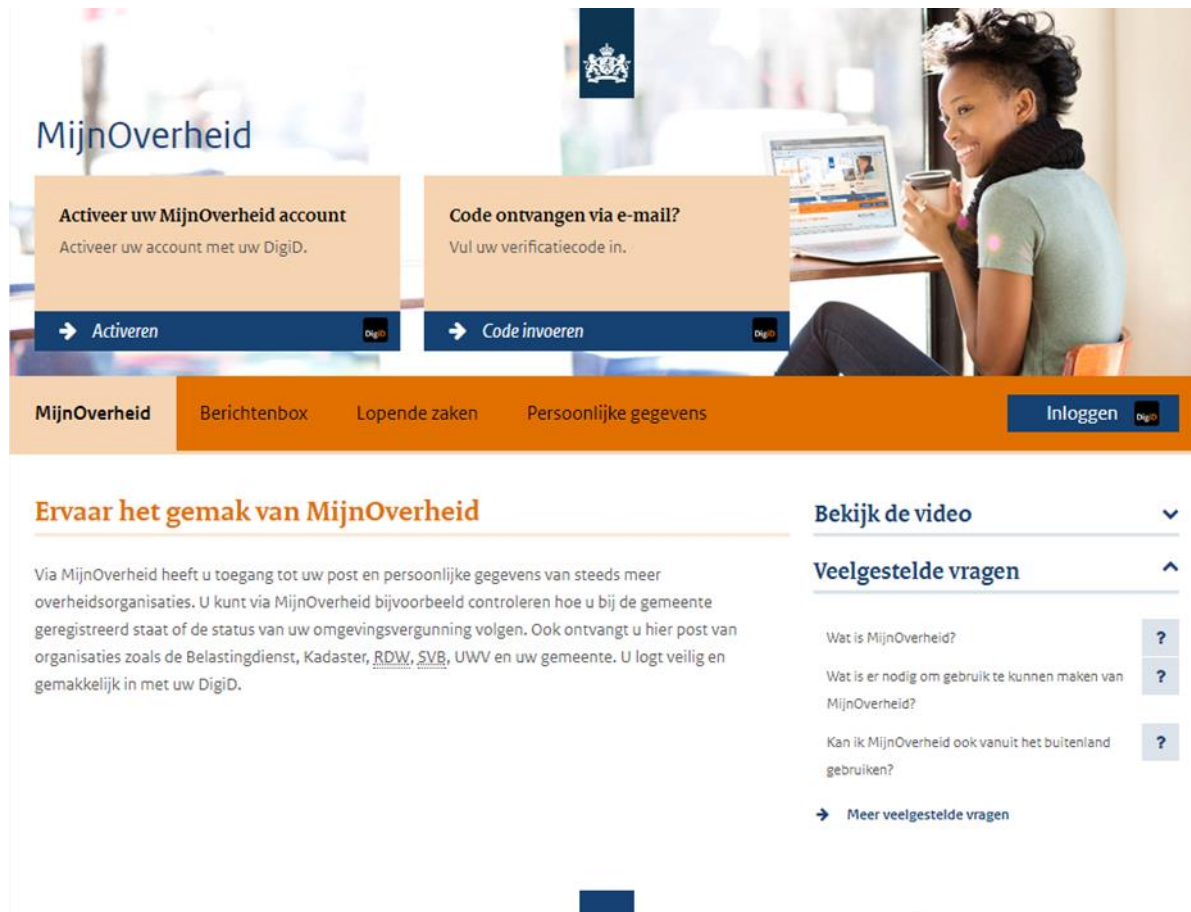 MijnOverheid
Activeer uw MijnOverheid account
Activeer uw account met uw DigiD.
Activeren
DigiD
Code ontvangen via e-mail?
Vul uw verificatiecode in.
Code invoeren
DigiD
MijnOverheid
Berichtenbox
Lopende zaken
Persoonlijke gegevens
Inloggen
DigiD
Ervaar het gemak van MijnOverheid
Via MijnOverheid heeft u toegang tot uw post en persoonlijke gegevens van steeds meer
overheidsorganisaties. U kunt via MijnOverheid bijvoorbeeld controleren hoe u bij de gemeente
geregistreerd staat of de status van uw omgevingsvergunning volgen. Ook ontvangt u hier post van
organisaties zoals de Belastingdienst, Kadaster, RDW, SVB, UWV en uw gemeente. U logt veilig en
gemakkelijk in met uw DigiD.
Bekijk de video
Veelgestelde vragen
Wat is MijnOverheid?
?
Wat is er nodig om gebruik te kunnen maken van
MijnOverheid?
?
Kan ik MijnOverheid ook vanuit het buitenland
gebruiken?
?
Meer veelgestelde vragen